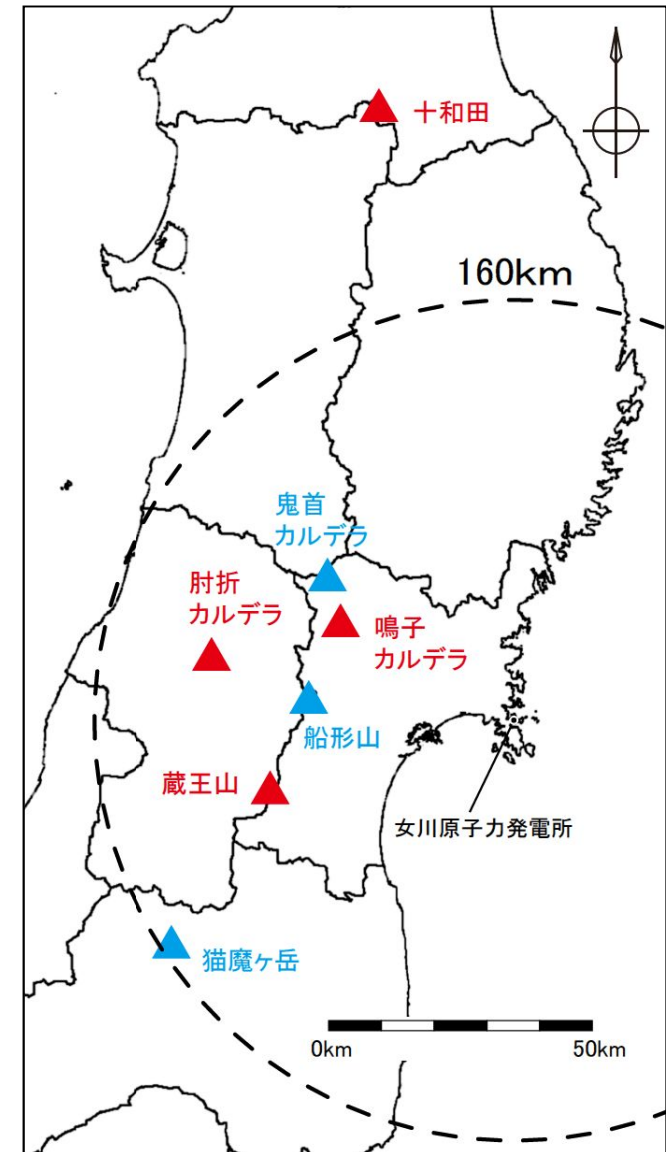 十和田
160km
鬼首
カルデラ
肘折
カルデラ
鳴子
カルデラ
船形山
蔵王山
女川原子力発電所
猫魔ヶ岳
0km
50km